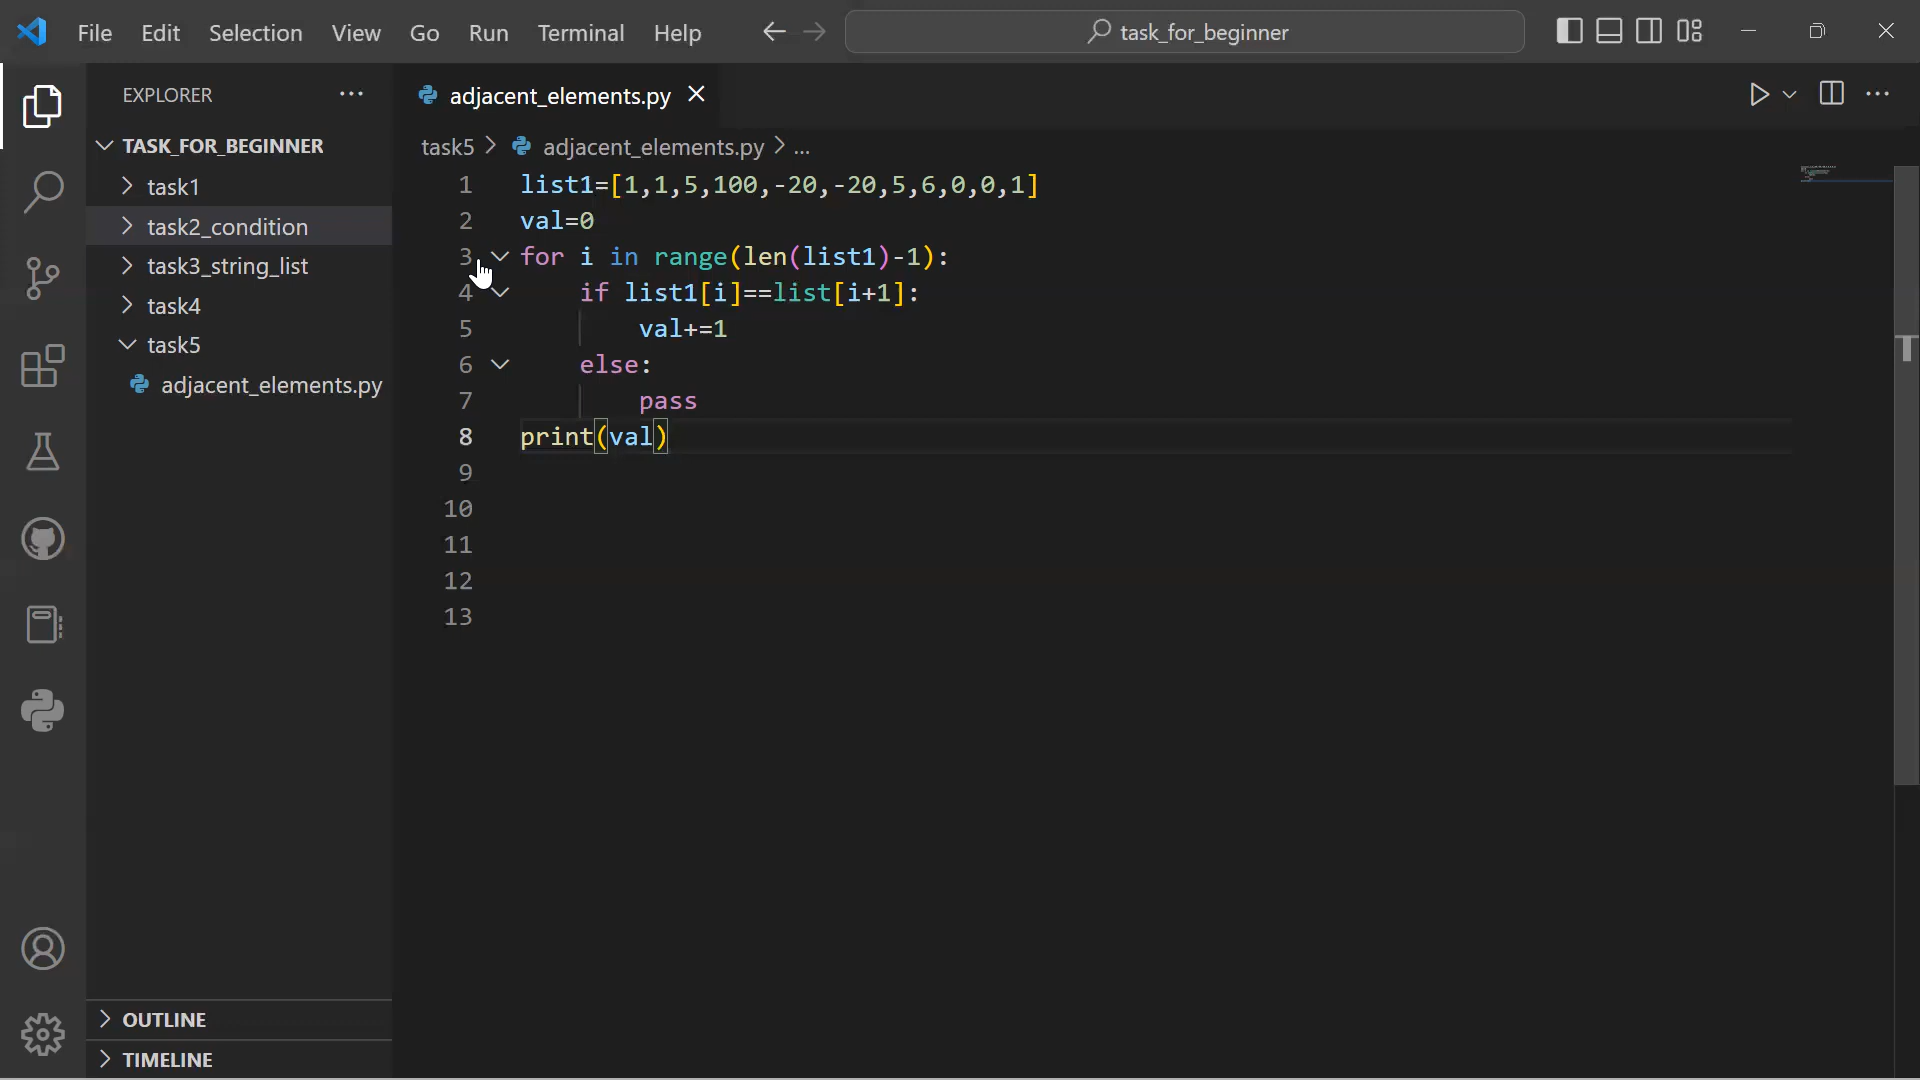 File Edit Selection View Go Run Terminal Help task_for_beginner
EXPLORER
TASK_FOR_BEGINNER
task1
task2_condition
task3_string_list
task4
task5
adjacent_elements.py
OUTLINE
TIMELINE
adjacent_elements.py
task5 > adjacent_elements.py > ...
1 list1=[1,1,5,100,-20,-20,5,6,0,0,1]
2 val=0
3 for i in range(len(list1)-1):
4 if list1[i]==list[i+1]:
5 val+=1
6 else:
7 pass
8 print(val)
9
10
11
12
13